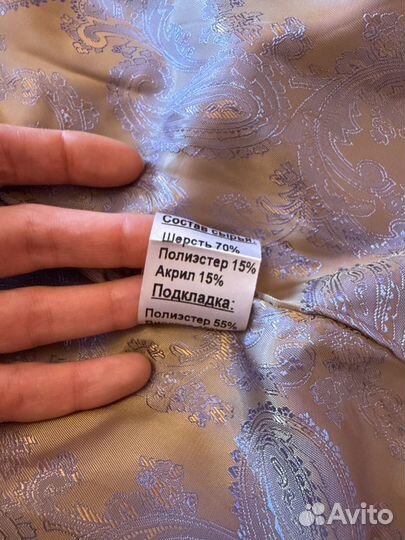 Состав сырья:
Шерсть 70%
Полиэстер 15%
Акрил 15%
Подкладка:
Полиэстер 55%
Avito